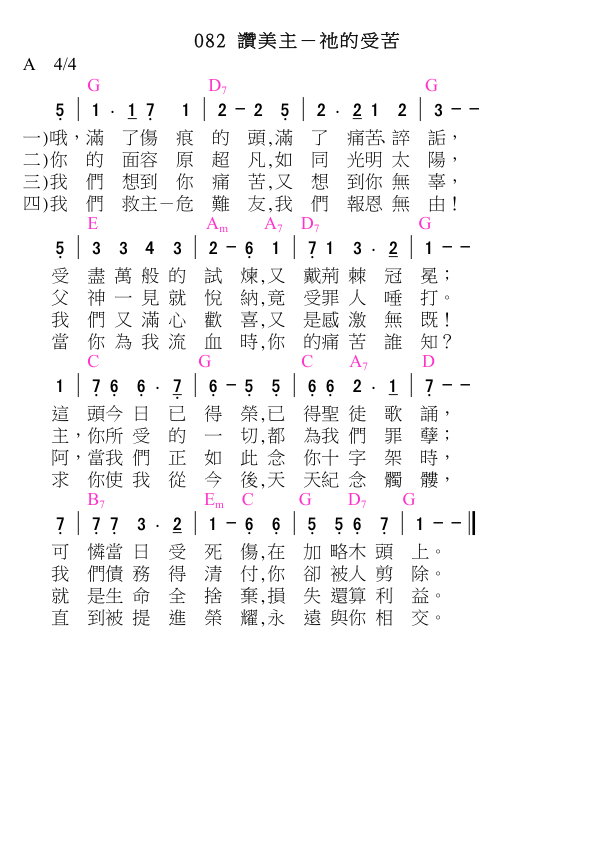 082 讚美主－祂的受苦
A 4/4
G D7 G
5 | 1 · 1 7 1 | 2 – 2 5 | 2 · 2 1 2 | 3 – –
一)哦，滿 了傷 痕 的 頭,滿 了 痛苦、誶 詬，
二)你 的 面容 原 超 凡,如 同 光明 太 陽，
三)我 們 想到 你 痛 苦,又 想 到你 無 辜，
四)我 們 救主－危 難 友,我 們 報恩 無 由！
E Am A7 D7 G
5 | 3 3 4 3 | 2 – 6 1 | 7 1 3 · 2 | 1 – –
受 盡 萬 般 的 試 煉,又 戴荊 棘 冠 冕；
父 神 一 見 就 悅 納,竟 受罪 人 唾 打。
我 們 又 滿 心 歡 喜,又 是感 激 無 既！
當 你 為 我 流 血 時,你 的痛 苦 誰 知？
C G C A7 D
1 | 7 6 6 · 7 | 6 – 5 5 | 6 6 2 · 1 | 7 – –
這 頭今 日 已 得 榮,已 得聖 徒 歌 誦，
主，你所 受 的 一 切,都 為我 們 罪 孽；
阿，當我 們 正 如 此 念 你十 字 架 時，
求 你使 我 從 今 後,天 天紀 念 髑 髏，
B7 Em C G D7 G
7 | 7 7 3 · 2 | 1 – 6 6 | 5 5 6 7 | 1 – –
可 憐當 日 受 死 傷,在 加 略木 頭 上。
我 們債 務 得 清 付,你 卻 被人 剪 除。
就 是生 命 全 捨 棄,損 失 還算 利 益。
直 到被 提 進 榮 耀,永 遠 與你 相 交。